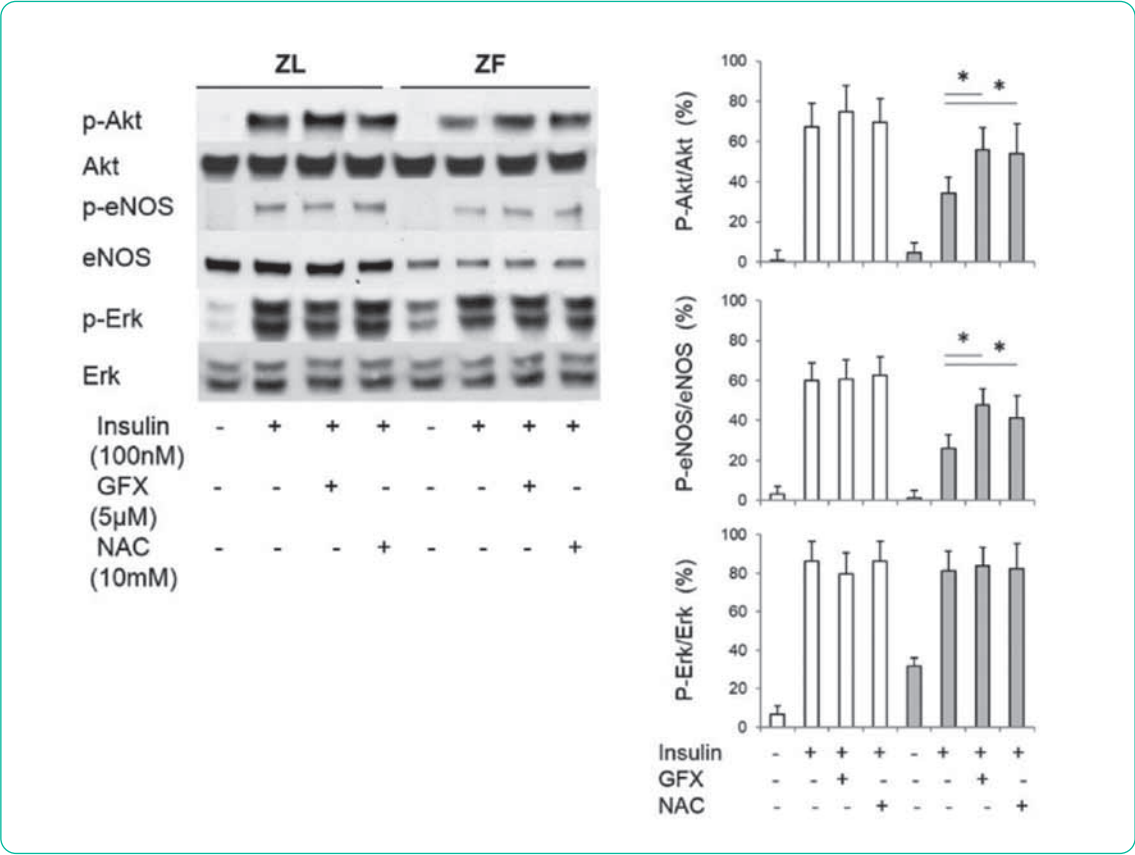 ZL ZF
p-Akt
Akt
p-eNOS
eNOS
p-Erk
Erk
Insulin - + + + - + + +
(100nM)
GFX - - + - - - + -
(5µM)
NAC - - - + - - - +
(10mM)
P-Akt/Akt (%)
100
80
60
40
20
0
* *
P-eNOS/eNOS (%)
100
80
60
40
20
0
* *
P-Erk/Erk (%)
100
80
60
40
20
0
Insulin - + + + - + + +
GFX - - + - - - + -
NAC - - - + - - - +